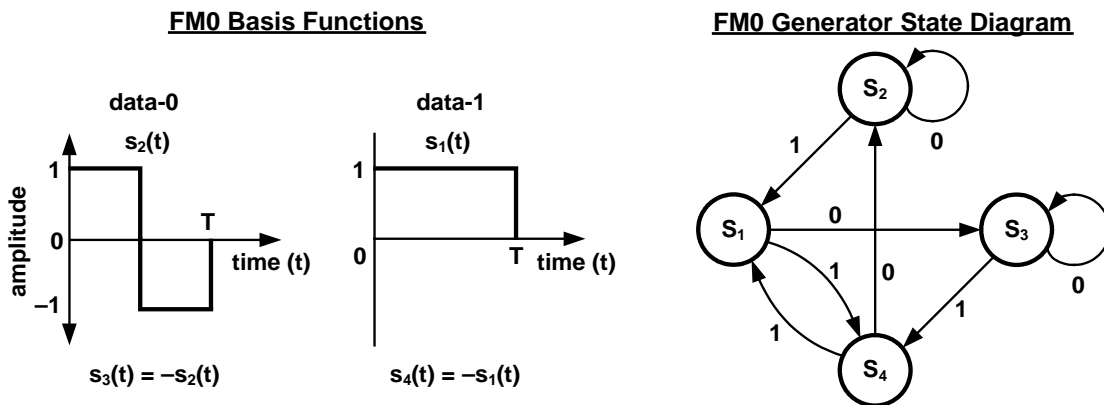 FM0 Basis Functions
data-0
s₂(t)
amplitude
1
0
–1
T
time (t)
s₃(t) = –s₂(t)
data-1
s₁(t)
1
0
T
time (t)
s₄(t) = –s₁(t)
FM0 Generator State Diagram
S₂
0
1
S₁
0
S₃
0
1
0
1
1
S₄